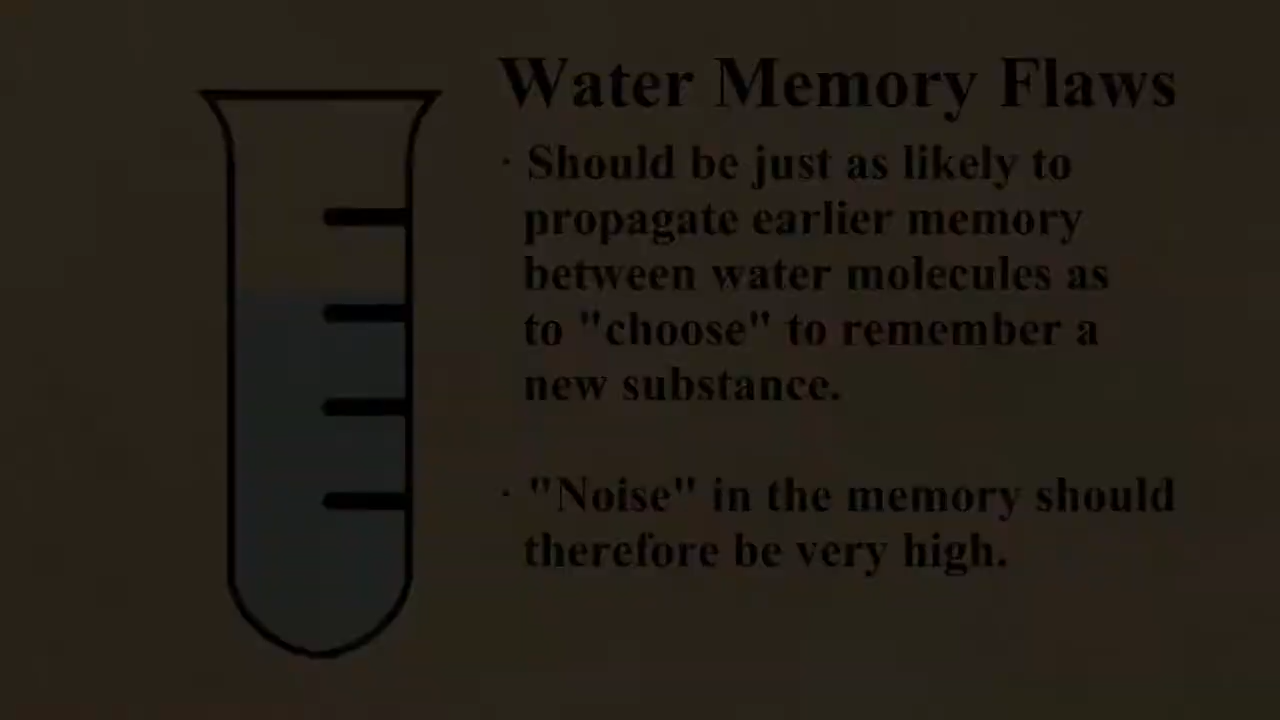 Water Memory Flaws
· Should be just as likely to
propagate earlier memory
between water molecules as
to "choose" to remember a
new substance.
· "Noise" in the memory should
therefore be very high.